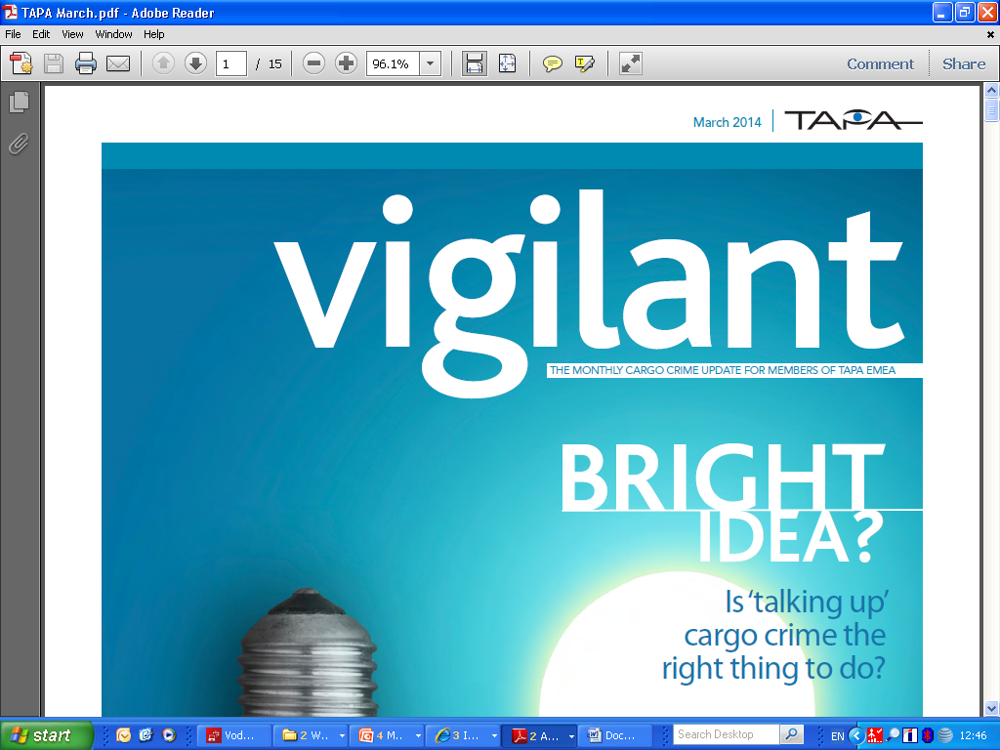 TAPA March.pdf - Adobe Reader
File Edit View Window Help
1 / 15 96.1% Comment Share
March 2014 TAPA
vigilant
THE MONTHLY CARGO CRIME UPDATE FOR MEMBERS OF TAPA EMEA
BRIGHT
IDEA?
Is 'talking up'
cargo crime the
right thing to do?
start Vod... 2 W... 4 M... 3 I... 2 A... Doc... Search Desktop EN 12:46